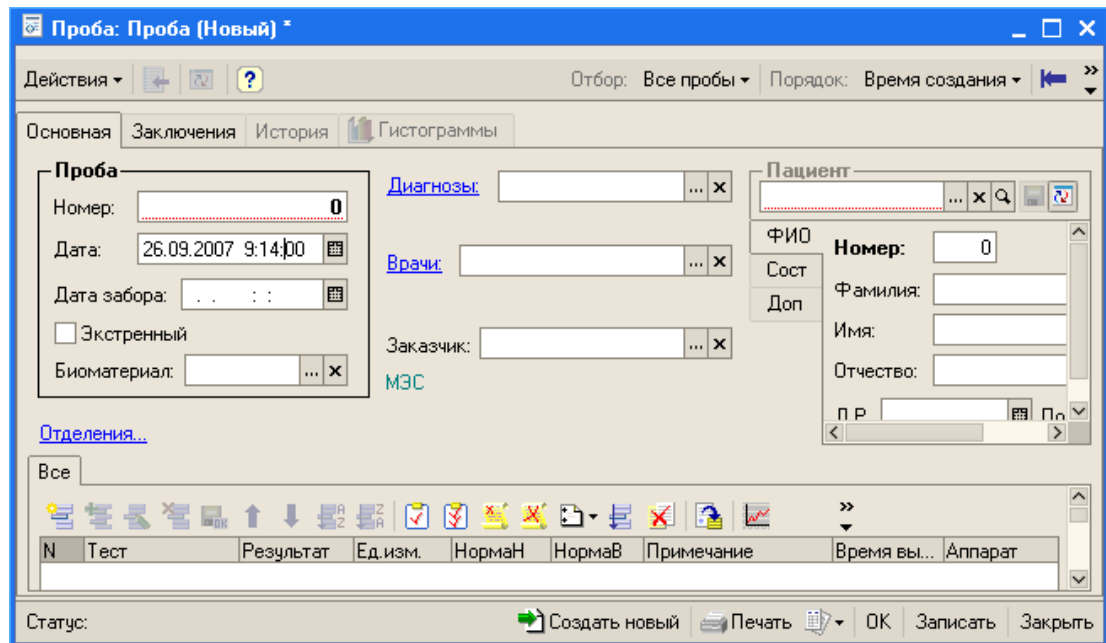 Проба: Проба (Новый) *
Действия Отбор: Все пробы Порядок: Время создания »
Основная Заключения История Гистограммы
Проба Диагнозы: ... x Пациент ... x
Номер: 0
ФИО Номер: 0
Дата: 26.09.2007 9:14:00 Врачи: ... x
Сост Фамилия:
Дата забора: . . : : Доп
Экстренный Имя:
Заказчик: ... x
Биоматериал: ... x МЭС Отчество:
Д.Р. По
Отделения...
Все
»
N Тест Результат Ед.изм. НормаН НормаВ Примечание Время вы... Аппарат
Статус: Создать новый Печать OK Записать Закрыть